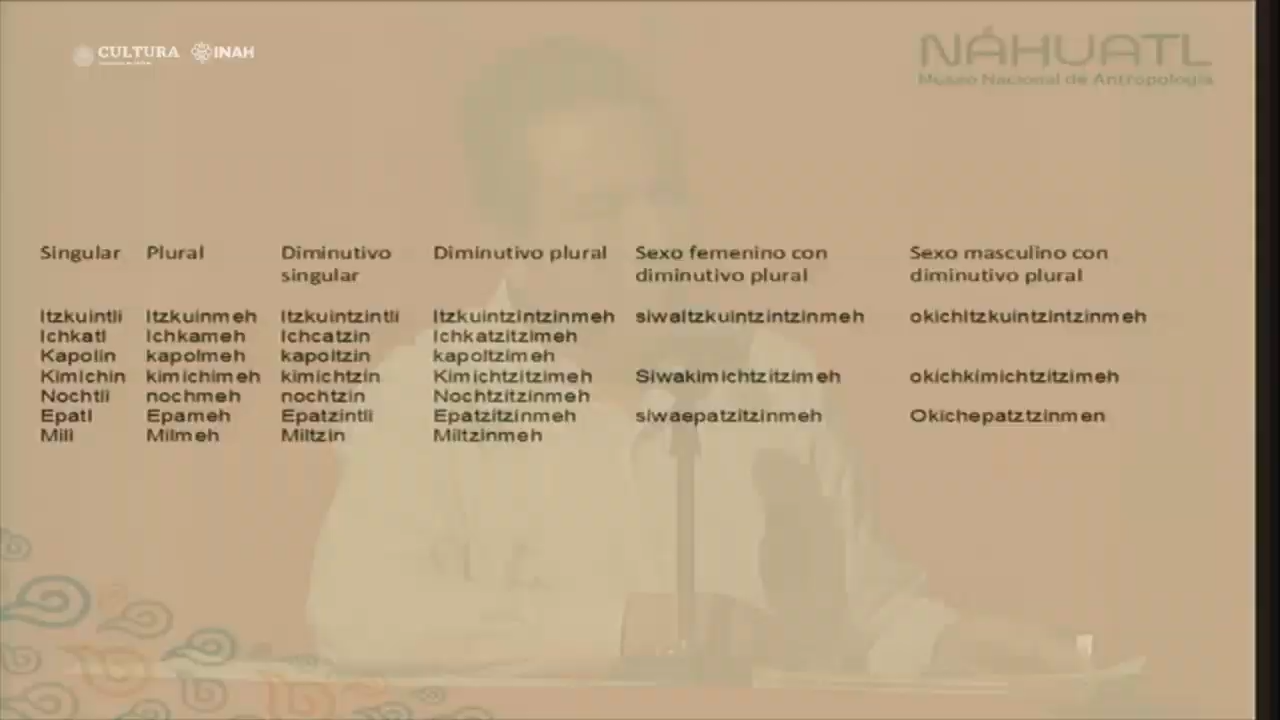 CULTURA INAH
NÁHUATL
Museo Nacional de Antropología
Singular Plural Diminutivo singular Diminutivo plural Sexo femenino con diminutivo plural Sexo masculino con diminutivo plural
Itzkuintli Itzkuinmeh Itzkuintzintli Itzkuintzintzinmeh siwaitzkuintzintzinmeh okichitzkuintzintzinmeh
Ichkatl Ichkameh Ichcatzin Ichkatzitzimeh
Kapolin kapolmeh kapoltzin kapoltzimeh
Kimichin kimichimeh kimichtzin Kimichtzitzimeh Siwakimichtzitzimeh okichkimichtzitzimeh
Nochtli nochmeh nochtzin Nochtzitzinmeh
Epatl Epameh Epatzintli Epatzitzinmeh siwaepatzitzinmeh Okichepatztzinmen
Mili Milmeh Miltzin Miltzinmeh